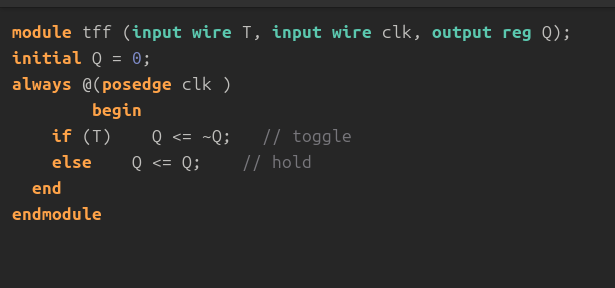 module tff (input wire T, input wire clk, output reg Q);
initial Q = 0;
always @(posedge clk )
        begin
    if (T)    Q <= ~Q;   // toggle
    else    Q <= Q;    // hold
  end
endmodule